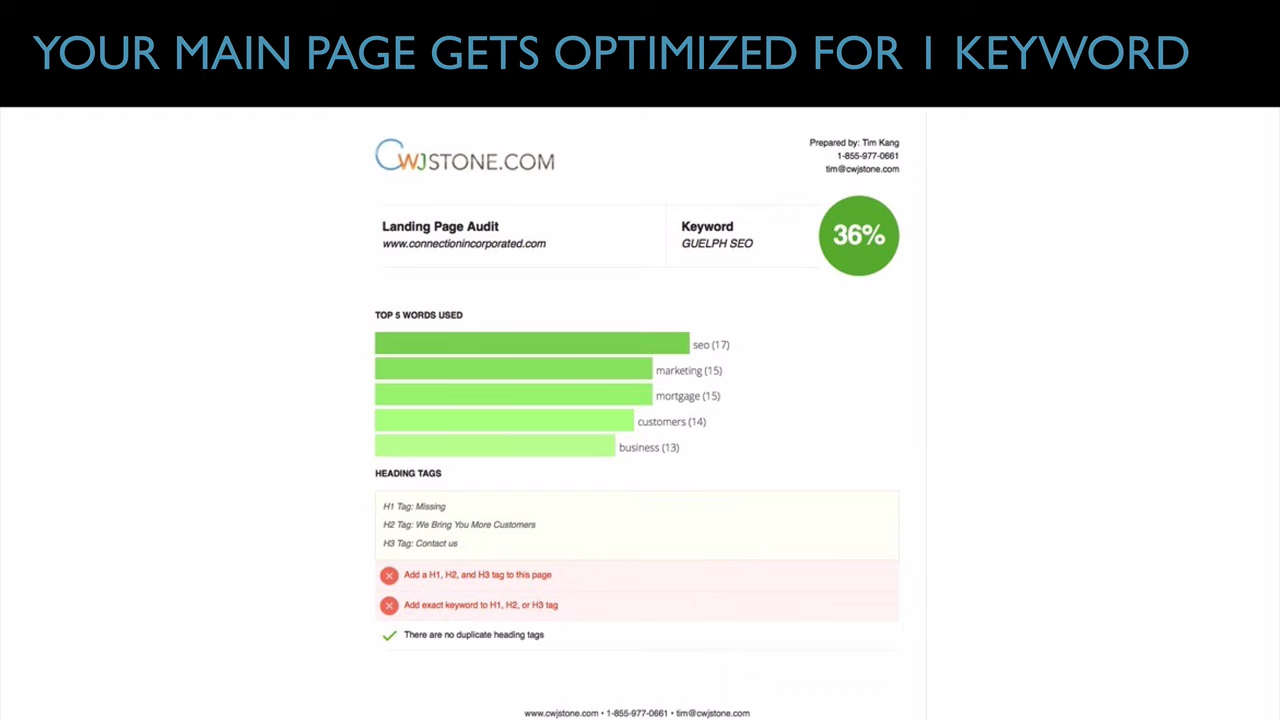 YOUR MAIN PAGE GETS OPTIMIZED FOR 1 KEYWORD
CWJSTONE.COM
Prepared by: Tim Kang
1-855-977-0661
tim@cwjstone.com
Landing Page Audit
www.connectionincorporated.com
Keyword
GUELPH SEO
36%
TOP 5 WORDS USED
seo (17)
marketing (15)
mortgage (15)
customers (14)
business (13)
HEADING TAGS
H1 Tag: Missing
H2 Tag: We Bring You More Customers
H3 Tag: Contact us
Add a H1, H2, and H3 tag to this page
Add exact keyword to H1, H2, or H3 tag
There are no duplicate heading tags
www.cwjstone.com • 1-855-977-0661 • tim@cwjstone.com